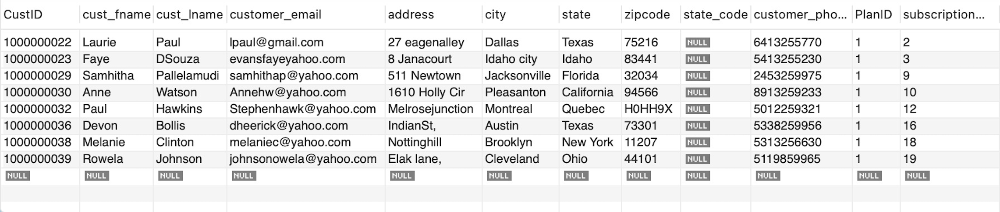 CustID cust_fname cust_lname customer_email address city state zipcode state_code customer_pho... PlanID subscription...
1000000022 Laurie Paul lpaul@gmail.com 27 eagenalley Dallas Texas 75216 NULL 6413255770 1 2
1000000023 Faye DSouza evansfayeyahoo.com 8 Janacourt Idaho city Idaho 83441 NULL 5413255230 1 3
1000000029 Samhitha Pallelamudi samhithap@yahoo.com 511 Newtown Jacksonville Florida 32034 NULL 2453259975 1 9
1000000030 Anne Watson Annehw@yahoo.com 1610 Holly Cir Pleasanton California 94566 NULL 8913259233 1 10
1000000032 Paul Hawkins Stephenhawk@yahoo.com Melrosejunction Montreal Quebec H0HH9X NULL 5012259321 1 12
1000000036 Devon Bollis dheerick@yahoo.com IndianSt, Austin Texas 73301 NULL 5338259956 1 16
1000000038 Melanie Clinton melaniec@yahoo.com Nottinghill Brooklyn New York 11207 NULL 5313256630 1 18
1000000039 Rowela Johnson johnsonowela@yahoo.com Elak lane, Cleveland Ohio 44101 NULL 5119859965 1 19
NULL NULL NULL NULL NULL NULL NULL NULL NULL NULL NULL NULL